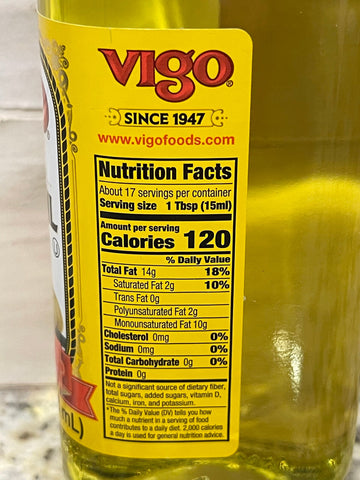 VIGO
SINCE 1947
www.vigofoods.com
Nutrition Facts
About 17 servings per container
Serving size 1 Tbsp (15ml)
Amount per serving
Calories 120
% Daily Value
Total Fat 14g 18%
Saturated Fat 2g 10%
Trans Fat 0g
Polyunsaturated Fat 2g
Monounsaturated Fat 10g
Cholesterol 0mg 0%
Sodium 0mg 0%
Total Carbohydrate 0g 0%
Protein 0g
Not a significant source of dietary fiber,
total sugars, added sugars, vitamin D,
calcium, iron, and potassium.
*The % Daily Value (DV) tells you how
much a nutrient in a serving of food
contributes to a daily diet. 2,000 calories
a day is used for general nutrition advice.
L
mL)